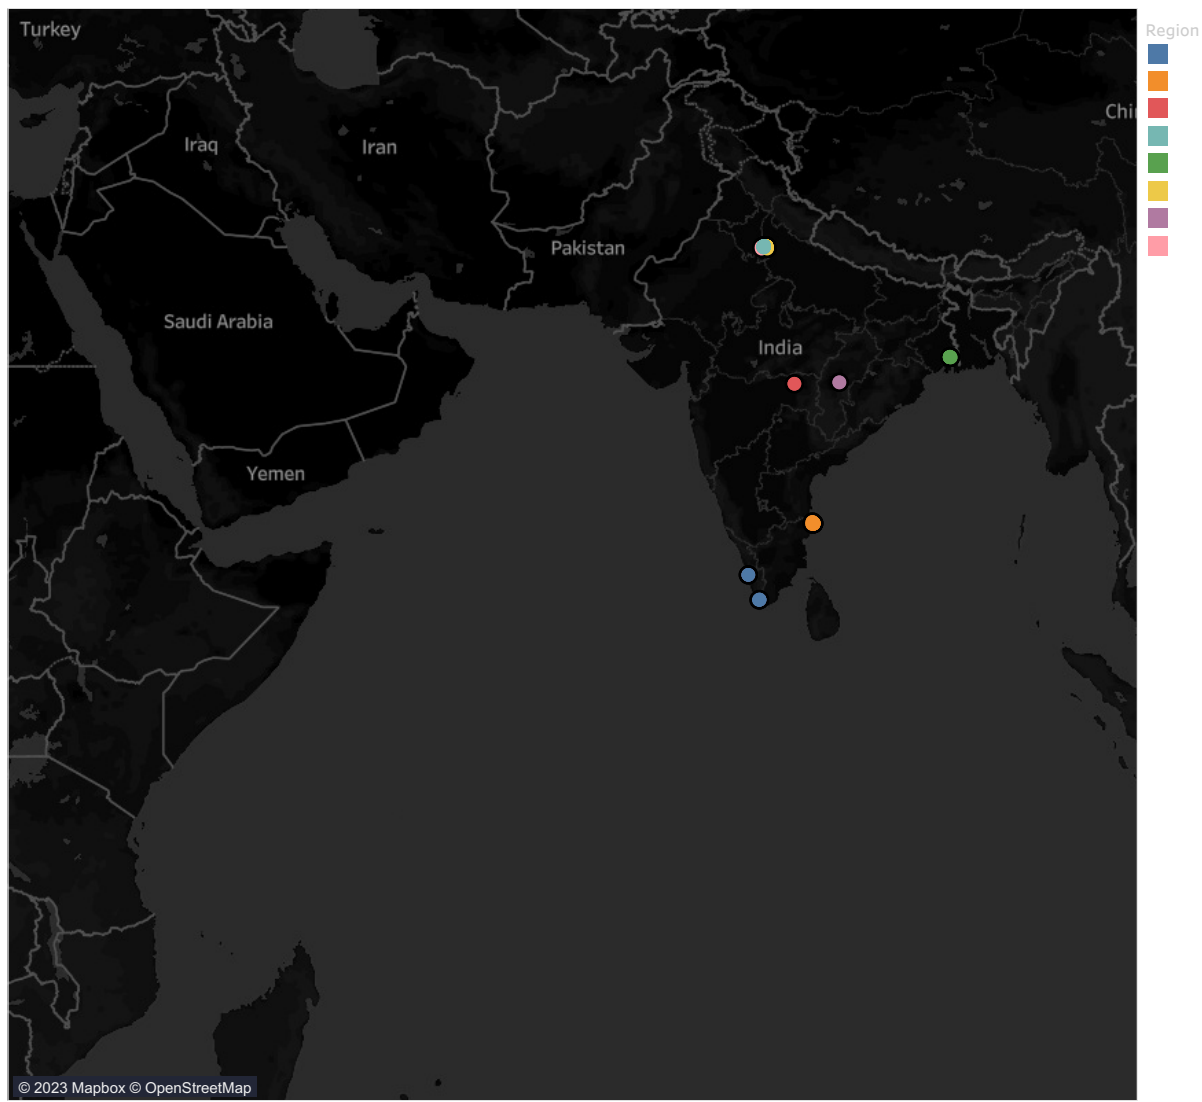 Turkey
Region
Chi
Iraq
Iran
Pakistan
Saudi Arabia
India
Yemen
© 2023 Mapbox © OpenStreetMap